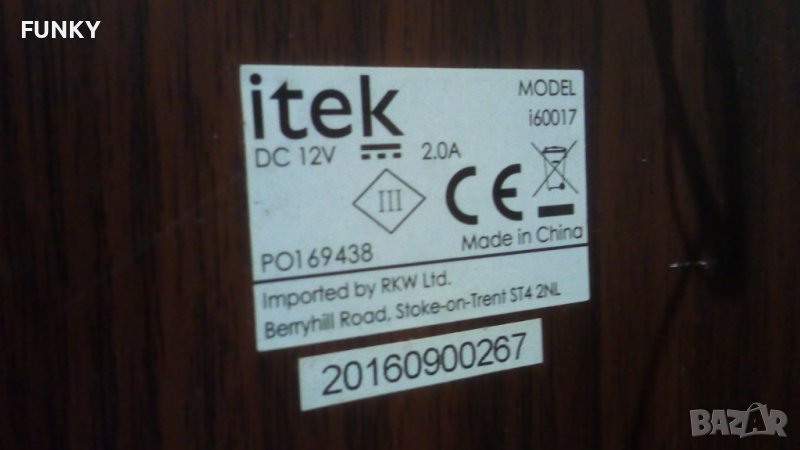 FUNKY
itek
MODEL
i60017
DC 12V 2.0A
III
CE
PO169438
Made in China
Imported by RKW Ltd.
Berryhill Road, Stoke-on-Trent ST4 2NL
20160900267
BAZAR